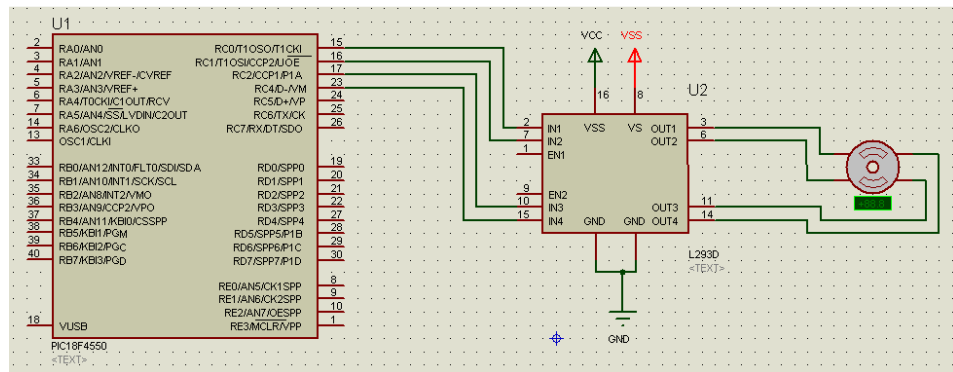 U1
2 RA0/AN0 RC0/T1OSO/T1CKI 15
3 RA1/AN1 RC1/T1OSI/CCP2/UOE 16
4 RA2/AN2/VREF-/CVREF RC2/CCP1/P1A 17
5 RA3/AN3/VREF+ RC4/D-/VM 23
6 RA4/T0CKI/C1OUT/RCV RC5/D+/VP 24
7 RA5/AN4/SS/LVDIN/C2OUT RC6/TX/CK 25
14 RA6/OSC2/CLKO RC7/RX/DT/SDO 26
13 OSC1/CLKI
33 RB0/AN12/INT0/FLT0/SDI/SDA RD0/SPP0 19
34 RB1/AN10/INT1/SCK/SCL RD1/SPP1 20
35 RB2/AN8/INT2/VMO RD2/SPP2 21
36 RB3/AN9/CCP2/VPO RD3/SPP3 22
37 RB4/AN11/KBI0/CSSPP RD4/SPP4 27
38 RB5/KBI1/PGM RD5/SPP5/P1B 28
39 RB6/KBI2/PGC RD6/SPP6/P1C 29
40 RB7/KBI3/PGD RD7/SPP7/P1D 30
RE0/AN5/CK1SPP 8
RE1/AN6/CK2SPP 9
RE2/AN7/OESPP 10
18 VUSB RE3/MCLR/VPP 1
PIC18F4550
<TEXT>
VCC VSS
16 8
U2
2 IN1 VSS VS OUT1 3
7 IN2 OUT2 6
1 EN1
9 EN2
10 IN3 OUT3 11
15 IN4 GND GND OUT4 14
L293D
<TEXT>
GND